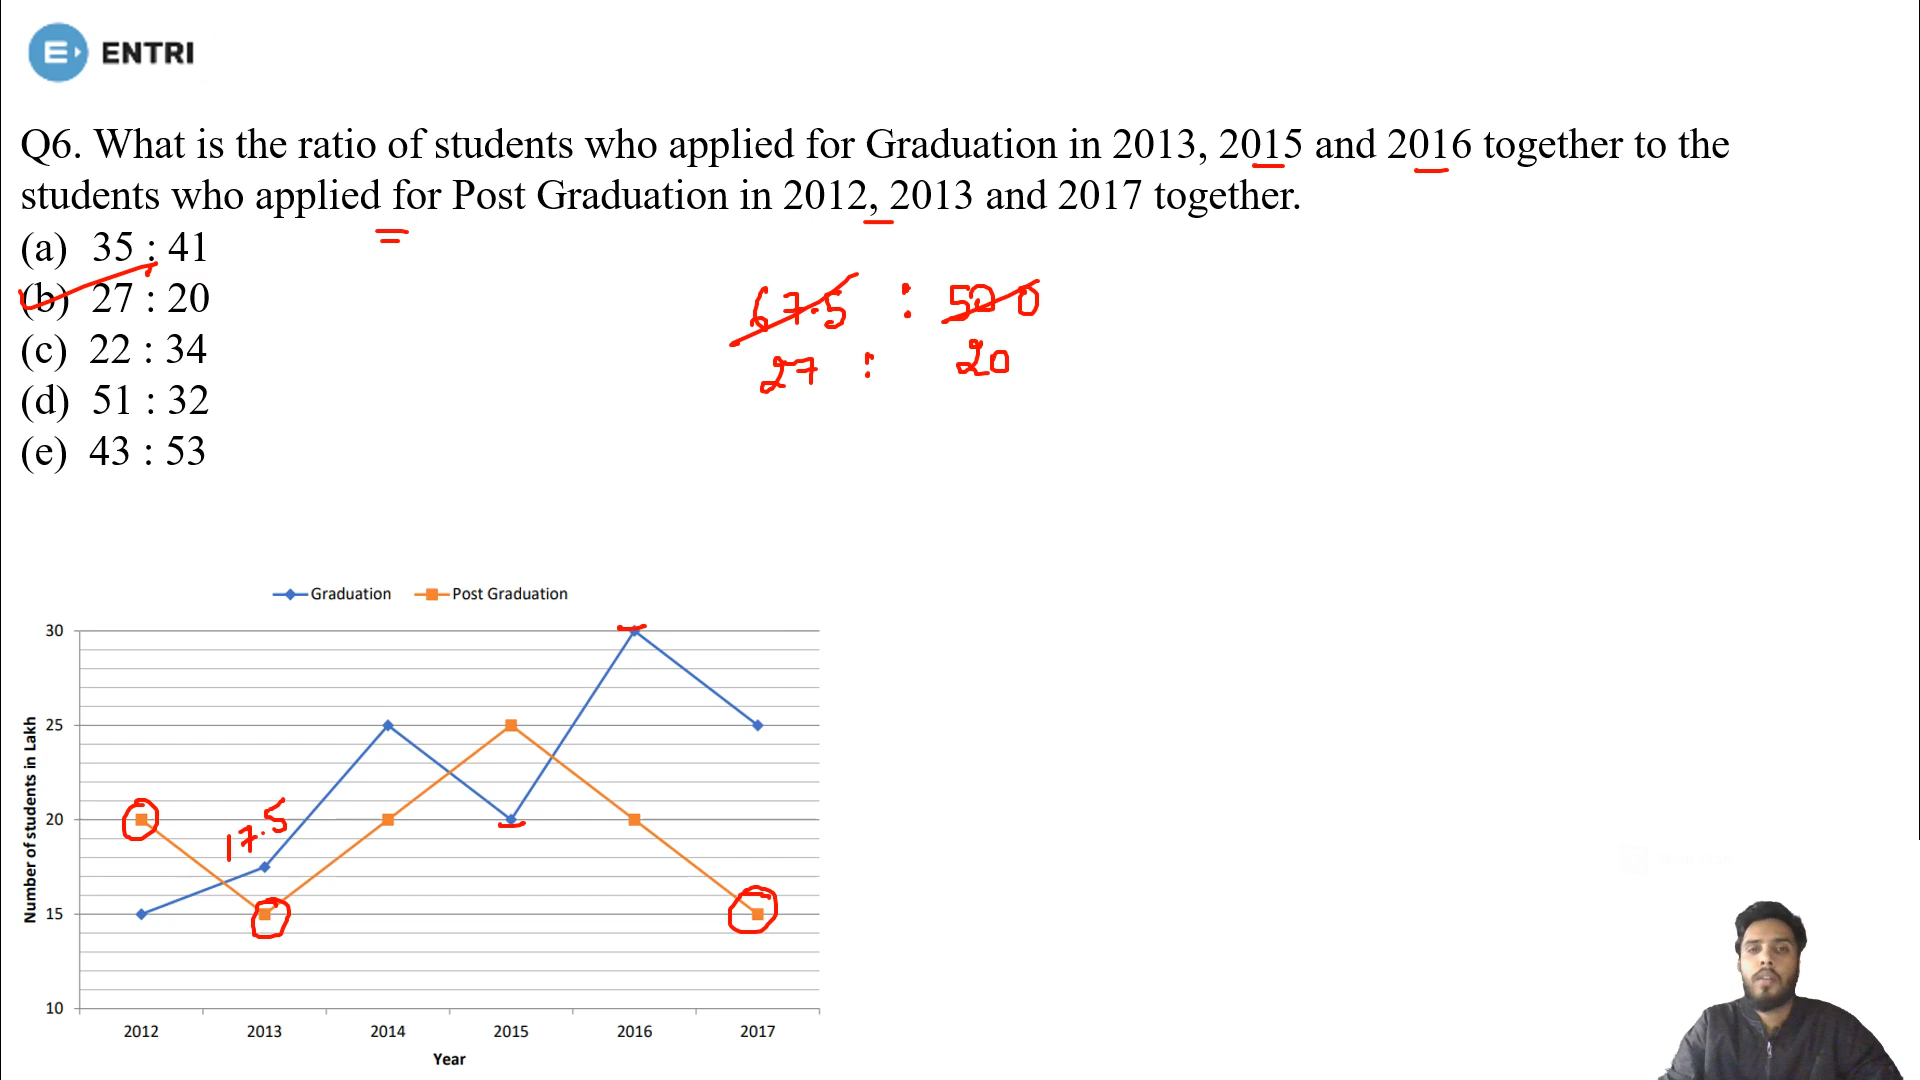 ENTRI
Q6. What is the ratio of students who applied for Graduation in 2013, 2015 and 2016 together to the
students who applied for Post Graduation in 2012, 2013 and 2017 together.
(a) 35 : 41
(b) 27 : 20
(c) 22 : 34
(d) 51 : 32
(e) 43 : 53
67.5 : 500
27 : 20
Graduation Post Graduation
30
25
20
15
10
17.5
Number of students in Lakh
2012 2013 2014 2015 2016 2017
Year